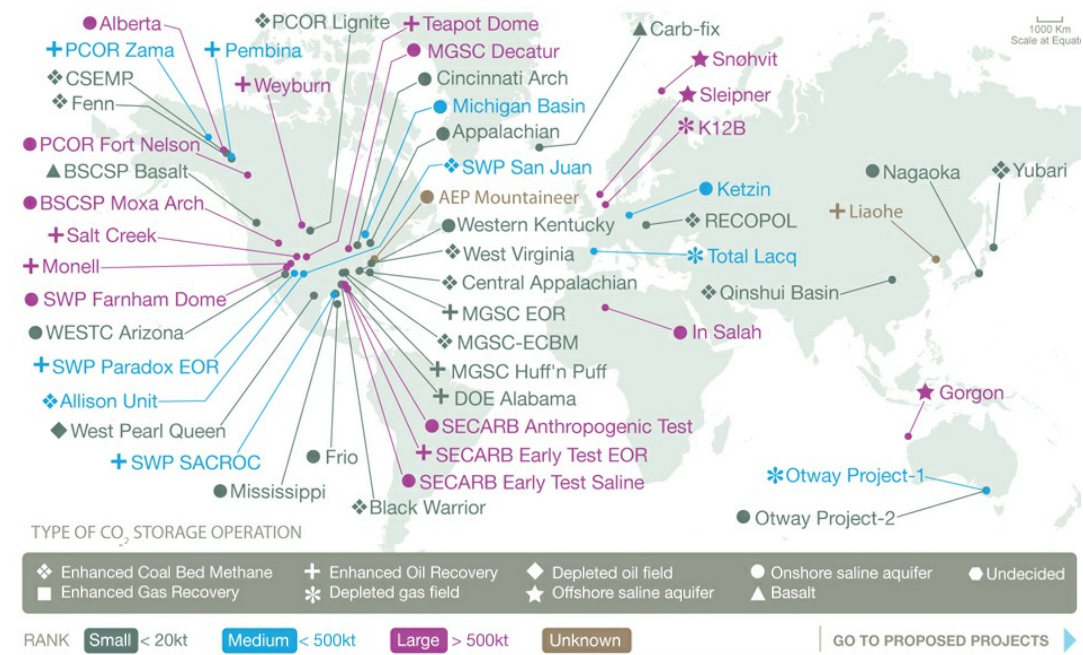 Alberta
PCOR Lignite
Teapot Dome
Carb-fix
1000 Km
Scale at Equate
PCOR Zama
Pembina
MGSC Decatur
Snøhvit
CSEMP
Weyburn
Cincinnati Arch
Sleipner
Fenn
Michigan Basin
K12B
PCOR Fort Nelson
Appalachian
BSCSP Basalt
SWP San Juan
Nagaoka
Yubari
BSCSP Moxa Arch
AEP Mountaineer
Ketzin
Liaohe
Salt Creek
Western Kentucky
RECOPOL
Monell
West Virginia
Total Lacq
SWP Farnham Dome
Central Appalachian
Qinshui Basin
WESTC Arizona
MGSC EOR
In Salah
SWP Paradox EOR
MGSC-ECBM
Allison Unit
MGSC Huff'n Puff
Gorgon
West Pearl Queen
DOE Alabama
SWP SACROC
SECARB Anthropogenic Test
Frio
SECARB Early Test EOR
Mississippi
SECARB Early Test Saline
Otway Project-1
Black Warrior
Otway Project-2
TYPE OF CO2 STORAGE OPERATION
Enhanced Coal Bed Methane
Enhanced Oil Recovery
Depleted oil field
Onshore saline aquifer
Undecided
Enhanced Gas Recovery
Depleted gas field
Offshore saline aquifer
Basalt
RANK Small < 20kt Medium < 500kt Large > 500kt Unknown
GO TO PROPOSED PROJECTS